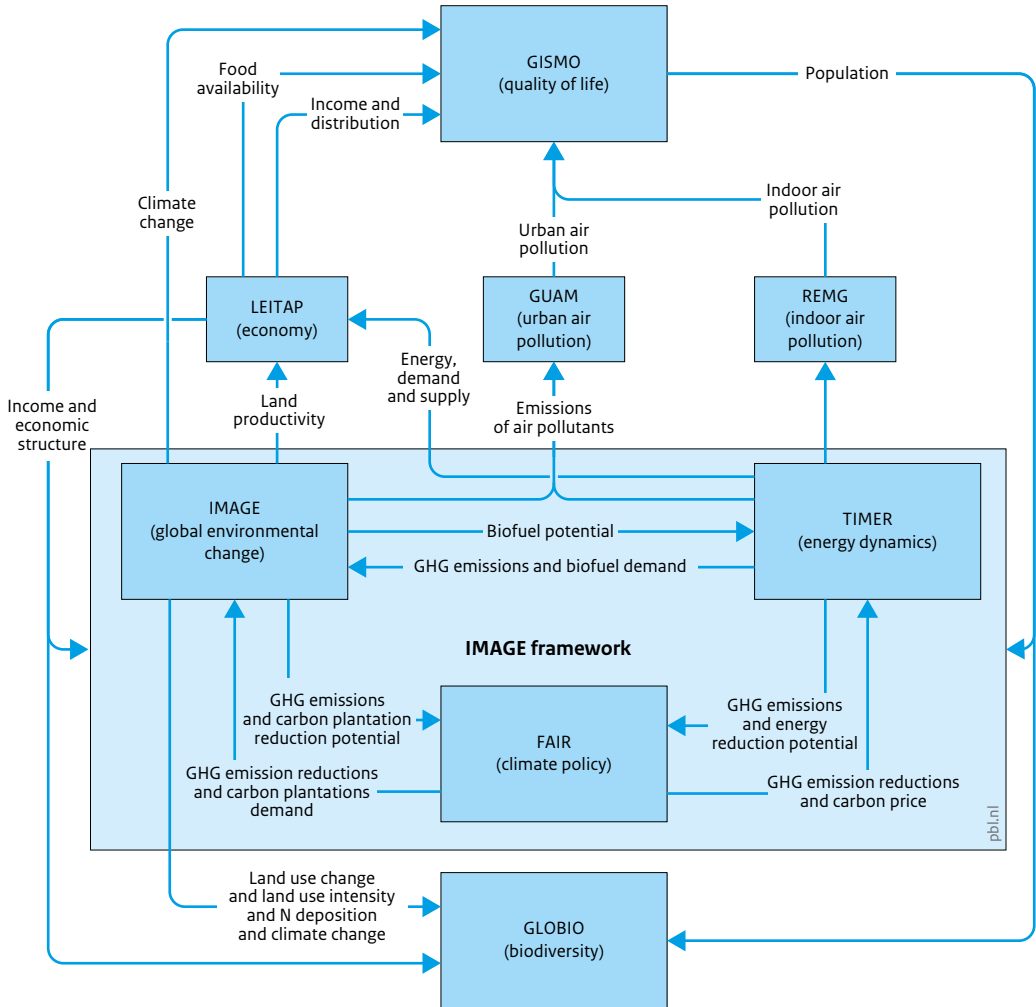 GISMO
(quality of life)
Population
Food
availability
Income and
distribution
Climate
change
Urban air
pollution
Indoor air
pollution
LEITAP
(economy)
GUAM
(urban air
pollution)
REMG
(indoor air
pollution)
Income and
economic
structure
Land
productivity
Energy,
demand
and supply
Emissions
of air pollutants
IMAGE
(global environmental
change)
Biofuel potential
GHG emissions and biofuel demand
TIMER
(energy dynamics)
IMAGE framework
GHG emissions
and carbon plantation
reduction potential
FAIR
(climate policy)
GHG emissions
and energy
reduction potential
GHG emission reductions
and carbon plantations
demand
GHG emission reductions
and carbon price
pbl.nl
Land use change
and land use intensity
and N deposition
and climate change
GLOBIO
(biodiversity)